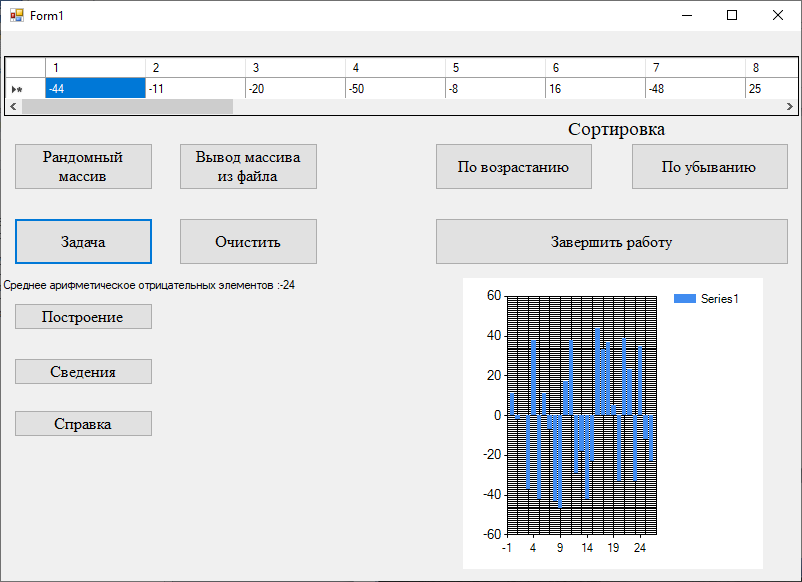 Form1
1 2 3 4 5 6 7 8
-44 -11 -20 -50 -8 16 -48 25
Сортировка
Рандомный
массив
Вывод массива
из файла
По возрастанию
По убыванию
Задача
Очистить
Завершить работу
Среднее арифметическое отрицательных элементов :-24
Построение
Сведения
Справка
Series1
60
40
20
0
-20
-40
-60
-1 4 9 14 19 24